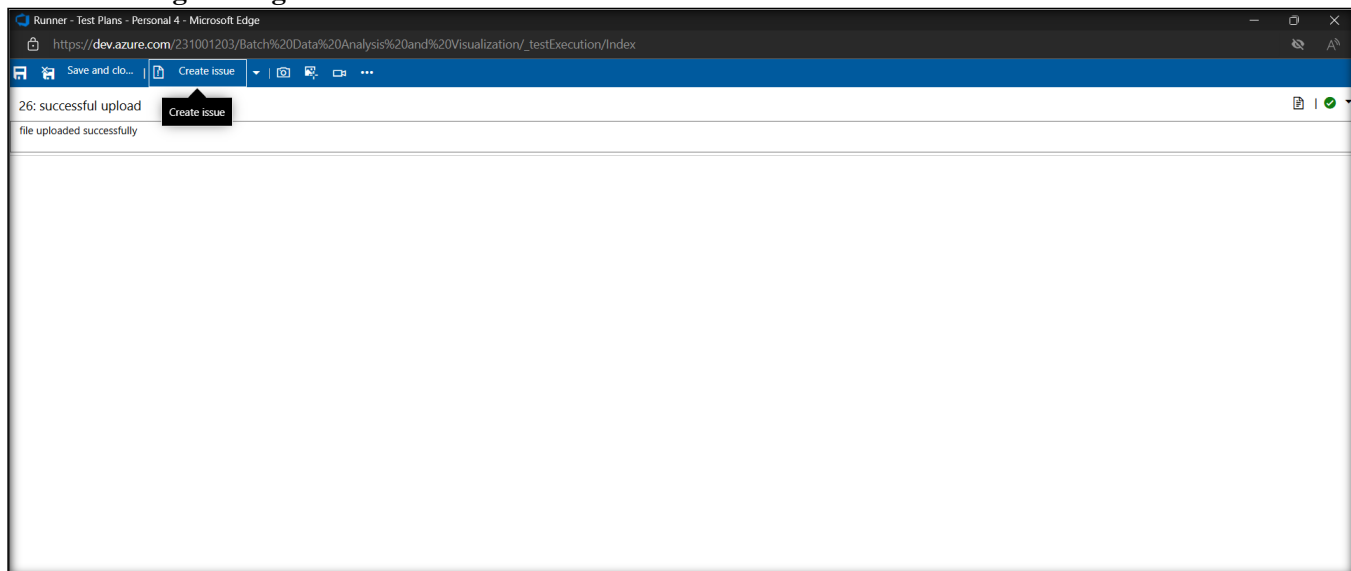 Runner - Test Plans - Personal 4 - Microsoft Edge
https://dev.azure.com/231001203/Batch%20Data%20Analysis%20and%20Visualization/_testExecution/Index
Save and clo... | Create issue
26: successful upload
Create issue
file uploaded successfully